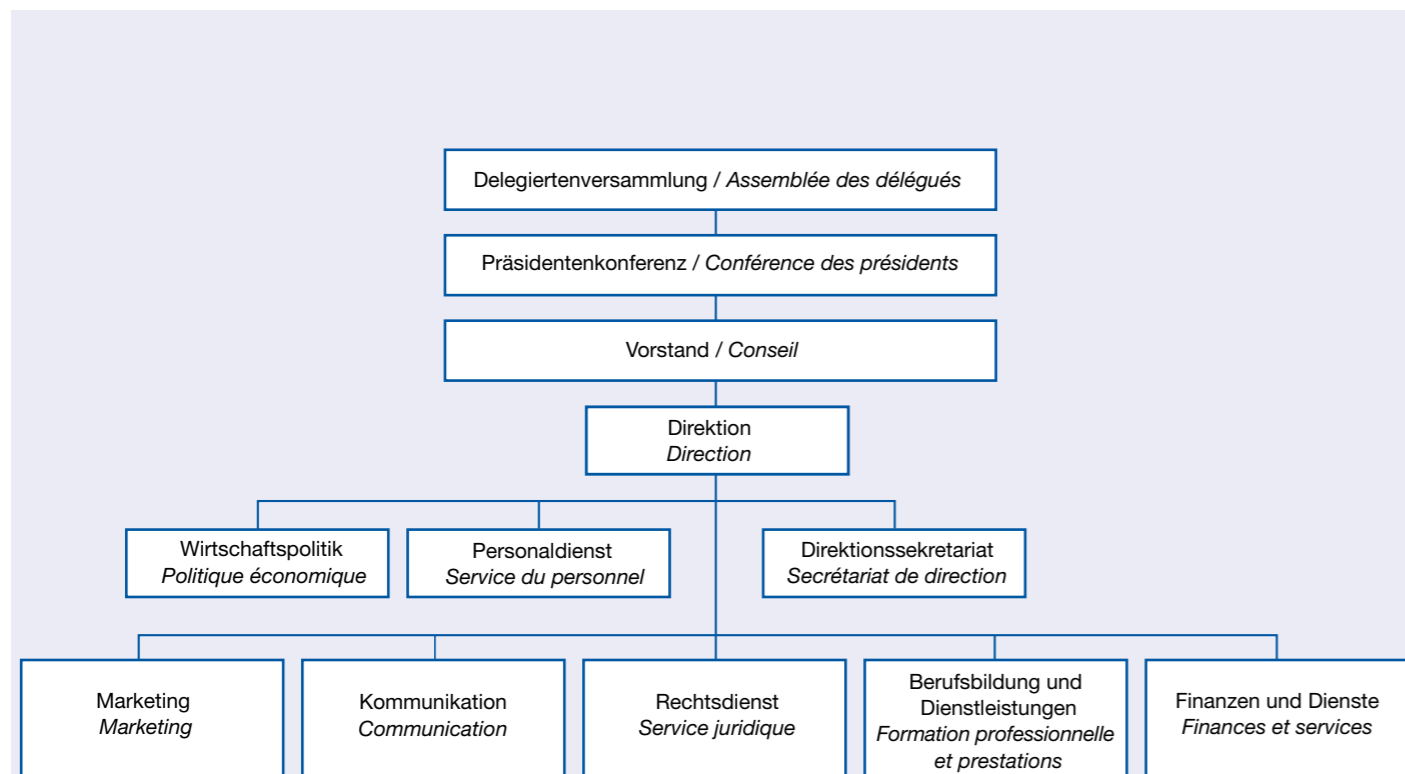 Delegiertenversammlung / Assemblée des délégués
Präsidentenkonferenz / Conférence des présidents
Vorstand / Conseil
Direktion
Direction
Wirtschaftspolitik
Politique économique
Personaldienst
Service du personnel
Direktionssekretariat
Secrétariat de direction
Marketing
Marketing
Kommunikation
Communication
Rechtsdienst
Service juridique
Berufsbildung und
Dienstleistungen
Formation professionnelle
et prestations
Finanzen und Dienste
Finances et services